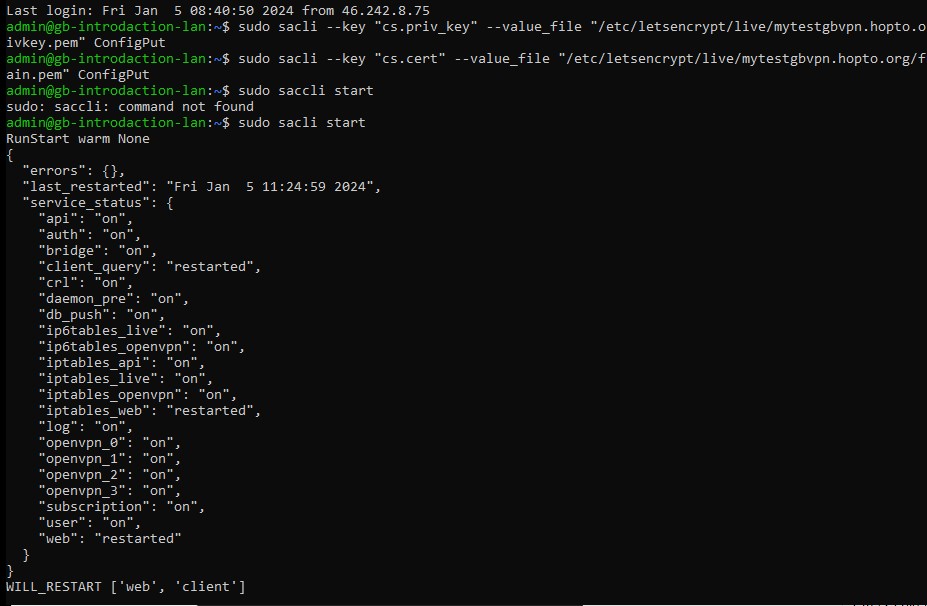 Last login: Fri Jan  5 08:40:50 2024 from 46.242.8.75
admin@gb-introdaction-lan:~$ sudo sacli --key "cs.priv_key" --value_file "/etc/letsencrypt/live/mytestgbvpn.hopto.o
ivkey.pem" ConfigPut
admin@gb-introdaction-lan:~$ sudo sacli --key "cs.cert" --value_file "/etc/letsencrypt/live/mytestgbvpn.hopto.org/f
ain.pem" ConfigPut
admin@gb-introdaction-lan:~$ sudo saccli start
sudo: saccli: command not found
admin@gb-introdaction-lan:~$ sudo sacli start
RunStart warm None
{
  "errors": {},
  "last_restarted": "Fri Jan  5 11:24:59 2024",
  "service_status": {
    "api": "on",
    "auth": "on",
    "bridge": "on",
    "client_query": "restarted",
    "crl": "on",
    "daemon_pre": "on",
    "db_push": "on",
    "ip6tables_live": "on",
    "ip6tables_openvpn": "on",
    "iptables_api": "on",
    "iptables_live": "on",
    "iptables_openvpn": "on",
    "iptables_web": "restarted",
    "log": "on",
    "openvpn_0": "on",
    "openvpn_1": "on",
    "openvpn_2": "on",
    "openvpn_3": "on",
    "subscription": "on",
    "user": "on",
    "web": "restarted"
  }
}
WILL_RESTART ['web', 'client']